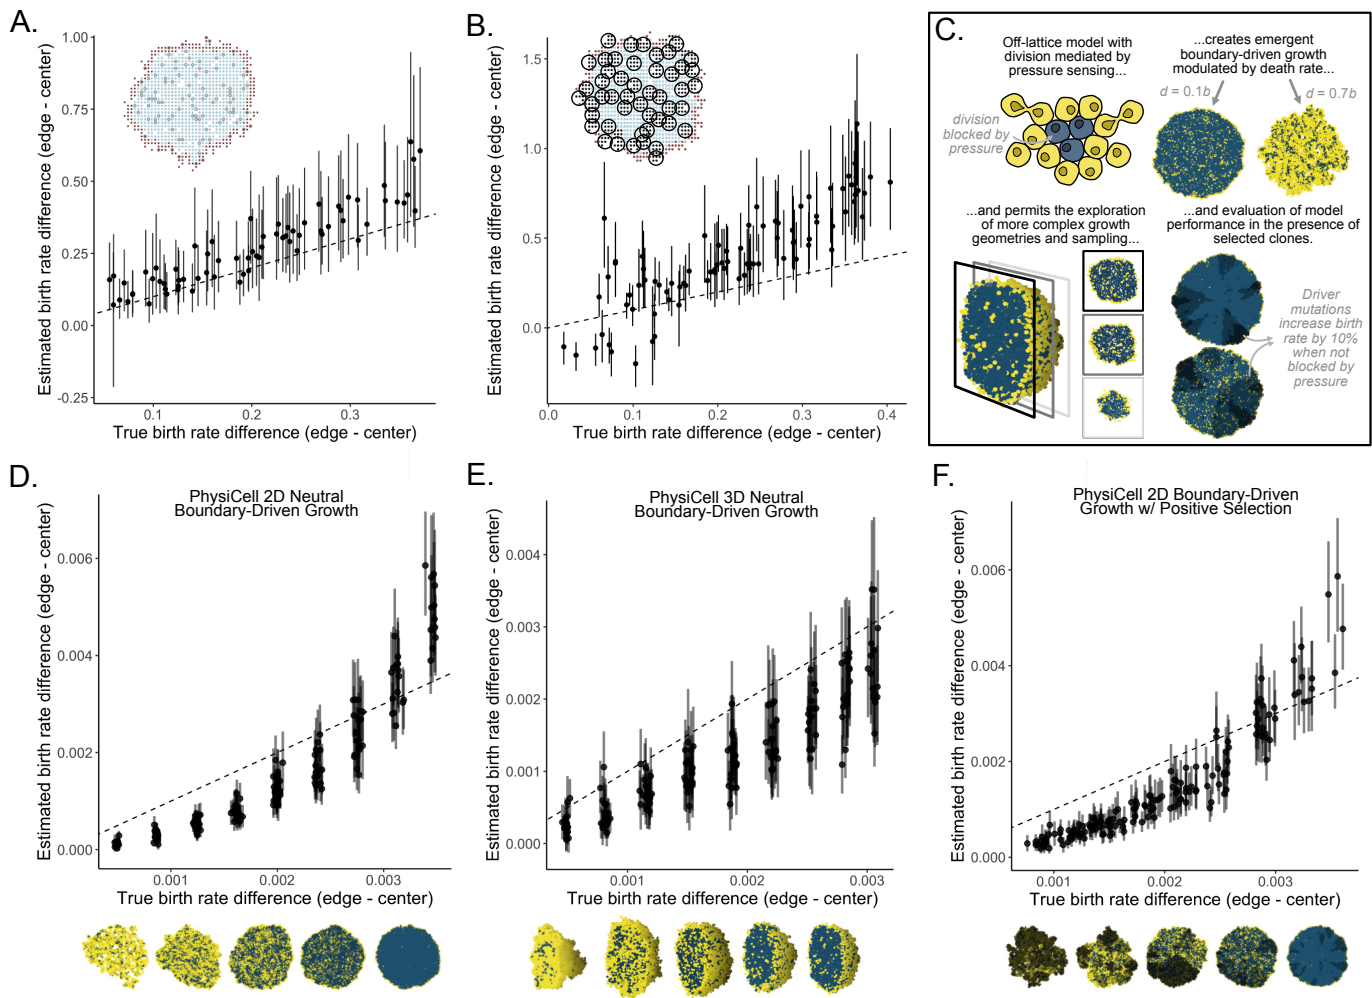 A.
Estimated birth rate difference (edge - center)
1.00
0.75
0.50
0.25
0.00
-0.25
0.1
0.2
0.3
True birth rate difference (edge - center)
B.
Estimated birth rate difference (edge - center)
1.5
1.0
0.5
0.0
0.0
0.1
0.2
0.3
0.4
True birth rate difference (edge - center)
C.
Off-lattice model with
division mediated by
pressure sensing...
division
blocked by
pressure
...creates emergent
boundary-driven growth
modulated by death rate...
d = 0.1b
d = 0.7b
...and permits the exploration
of more complex growth
geometries and sampling...
...and evaluation of model
performance in the presence of
selected clones.
Driver
mutations
increase birth
rate by 10%
when not
blocked by
pressure
D.
PhysiCell 2D Neutral
Boundary-Driven Growth
Estimated birth rate difference (edge - center)
0.006
0.004
0.002
0.000
0.001
0.002
0.003
True birth rate difference (edge - center)
E.
PhysiCell 3D Neutral
Boundary-Driven Growth
Estimated birth rate difference (edge - center)
0.004
0.003
0.002
0.001
0.000
0.001
0.002
0.003
True birth rate difference (edge - center)
F.
PhysiCell 2D Boundary-Driven
Growth w/ Positive Selection
Estimated birth rate difference (edge - center)
0.006
0.004
0.002
0.000
0.001
0.002
0.003
True birth rate difference (edge - center)